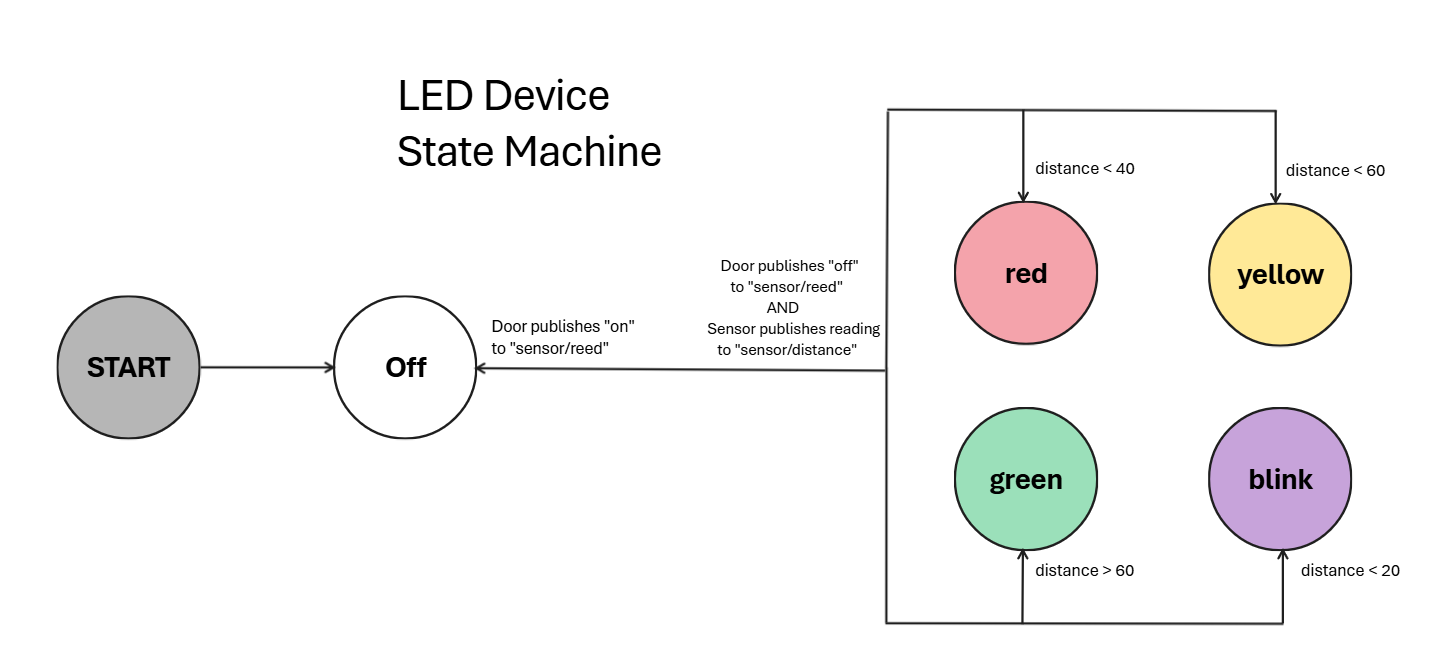 LED Device
State Machine
START
Off
Door publishes "on"
to "sensor/reed"
Door publishes "off"
to "sensor/reed"
AND
Sensor publishes reading
to "sensor/distance"
distance < 40
distance < 60
red
yellow
green
blink
distance > 60
distance < 20